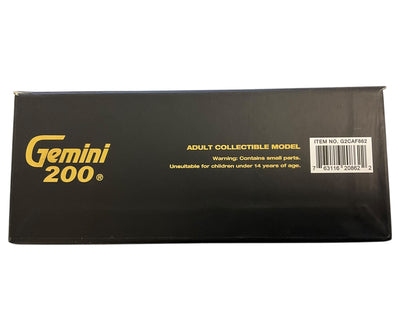 Gemini
200®
ADULT COLLECTIBLE MODEL
Warning: Contains small parts.
Unsuitable for children under 14 years of age.
ITEM NO. G2CAF862
7 63116 20862 2